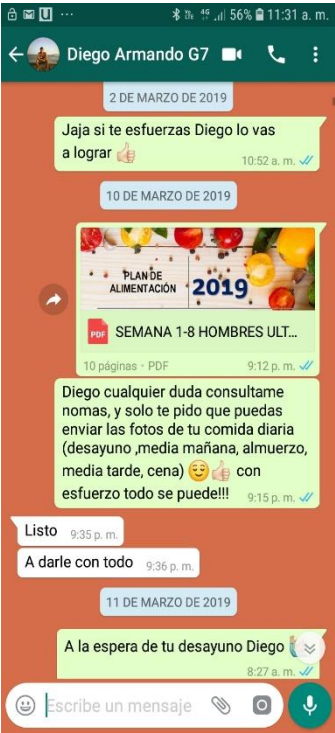 56% 11:31 a. m.
Diego Armando G7
2 DE MARZO DE 2019
Jaja si te esfuerzas Diego lo vas
a lograr 👍
10:52 a. m.
10 DE MARZO DE 2019
PLAN DE
ALIMENTACIÓN 2019
PDF SEMANA 1-8 HOMBRES ULT...
10 páginas • PDF 9:12 p. m.
Diego cualquier duda consultame
nomas, y solo te pido que puedas
enviar las fotos de tu comida diaria
(desayuno ,media mañana, almuerzo,
media tarde, cena) 😌👍 con
esfuerzo todo se puede!!! 9:15 p. m.
Listo 9:35 p. m.
A darle con todo 9:36 p. m.
11 DE MARZO DE 2019
A la espera de tu desayuno Diego
8:27 a. m.
Escribe un mensaje